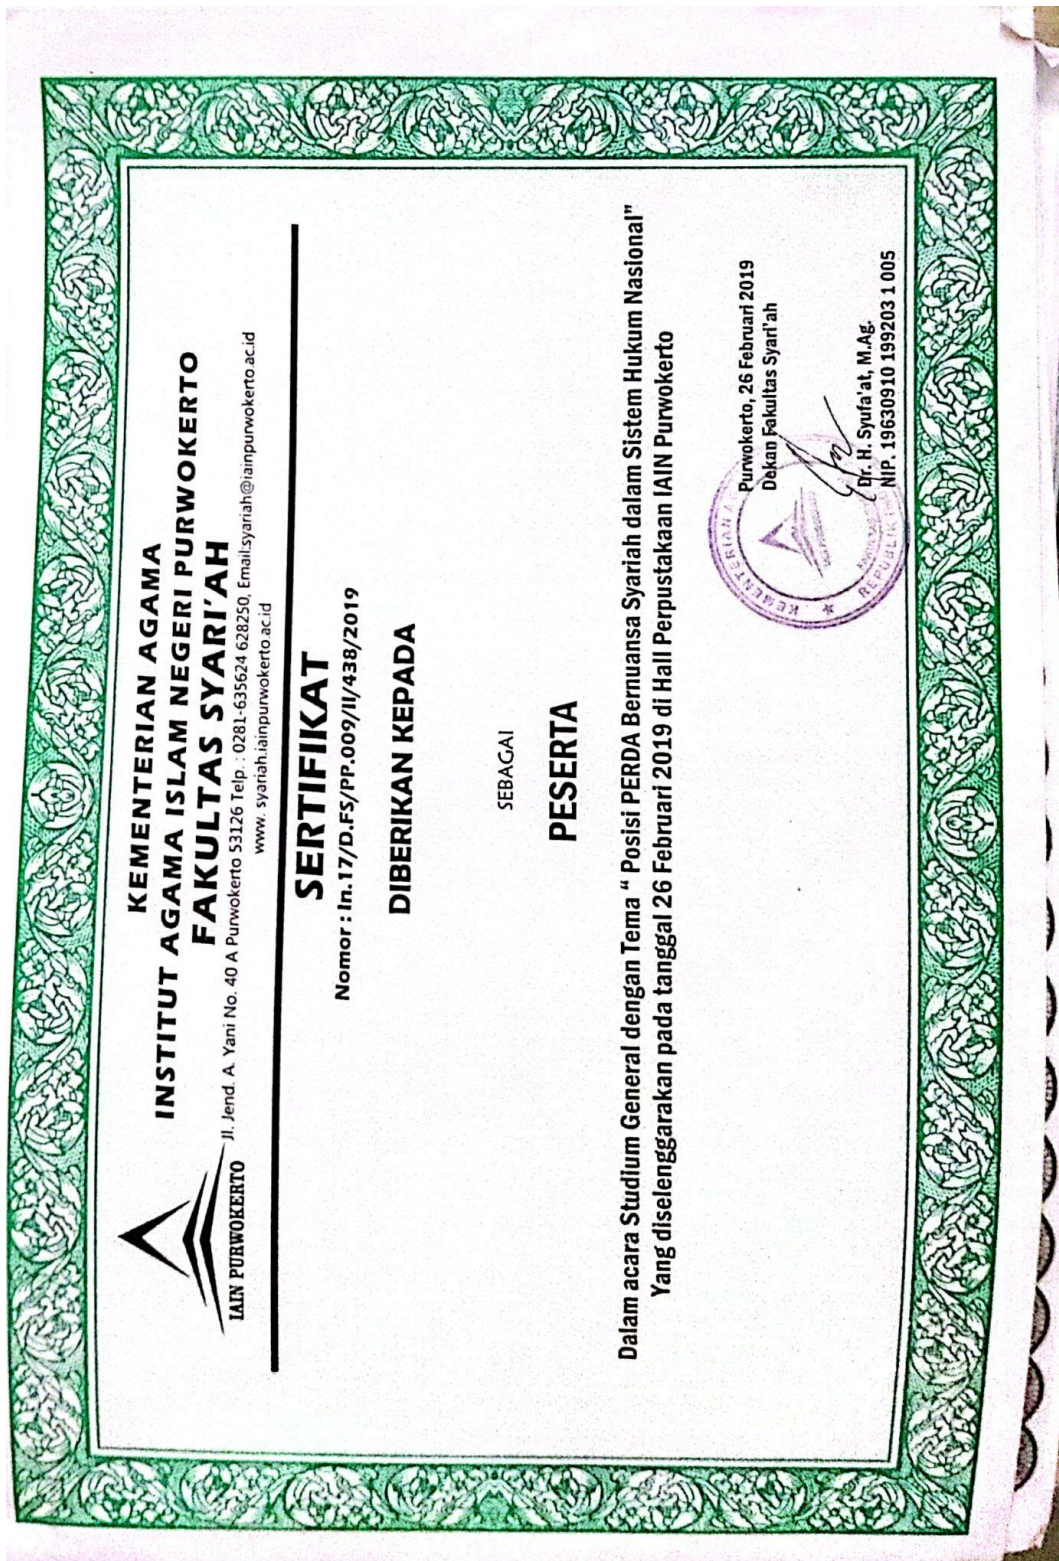 KEMENTERIAN AGAMA
INSTITUT AGAMA ISLAM NEGERI PURWOKERTO
FAKULTAS SYARI'AH
Jl. Jend. A. Yani No. 40 A Purwokerto 53126 Telp. : 0281-635624 628250, Email:syariah@iainpurwokerto.ac.id
www. syariah.iainpurwokerto.ac.id
IAIN PURWOKERTO
SERTIFIKAT
Nomor : In.17/D.FS/PP.009/II/438/2019
DIBERIKAN KEPADA
SEBAGAI
PESERTA
Dalam acara Studium General dengan Tema “ Posisi PERDA Bernuansa Syariah dalam Sistem Hukum Nasional”
Yang diselenggarakan pada tanggal 26 Februari 2019 di Hall Perpustakaan IAIN Purwokerto
Purwokerto, 26 Februari 2019
Dekan Fakultas Syari'ah
KEMENTERIAN
REPUBLIK
Dr. H. Syufa'at, M.Ag.
NIP. 19630910 199203 1 005